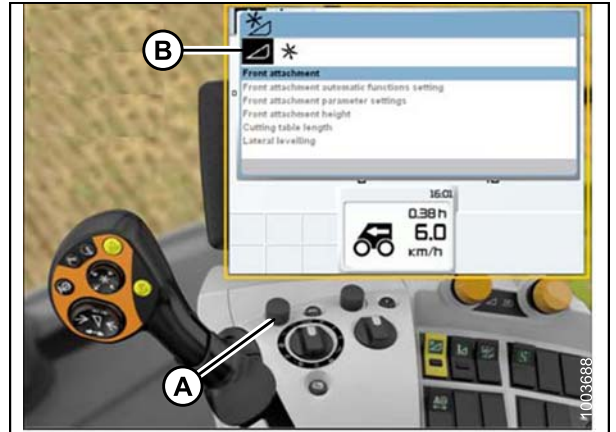 B
Front attachment
Front attachment automatic functions setting
Front attachment parameter settings
Front attachment height
Cutting table length
Lateral levelling
16:01
0.38 h
6.0
km/h
A
1003688